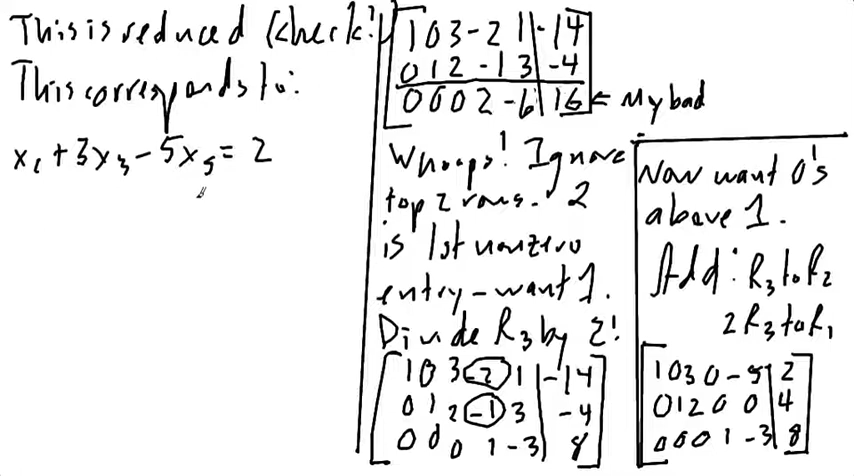 This is reduced (check!)
This corresponds to:
x₁ + 3x₃ - 5x₅ = 2
1 0 3 -2 1 | -14
0 1 2 -1 3 | -4
0 0 0 2 -6 | 16 ← My bad
Whoops! Ignore
top 2 rows. 2
is 1st nonzero
entry - want 1.
Divide R₃ by 2!
1 0 3 -2 1 | -14
0 1 2 -1 3 | -4
0 0 0 1 -3 | 8
Now want 0's
above 1.
Add: R₃ to R₂
2R₃ to R₁
1 0 3 0 -5 | 2
0 1 2 0 0 | 4
0 0 0 1 -3 | 8